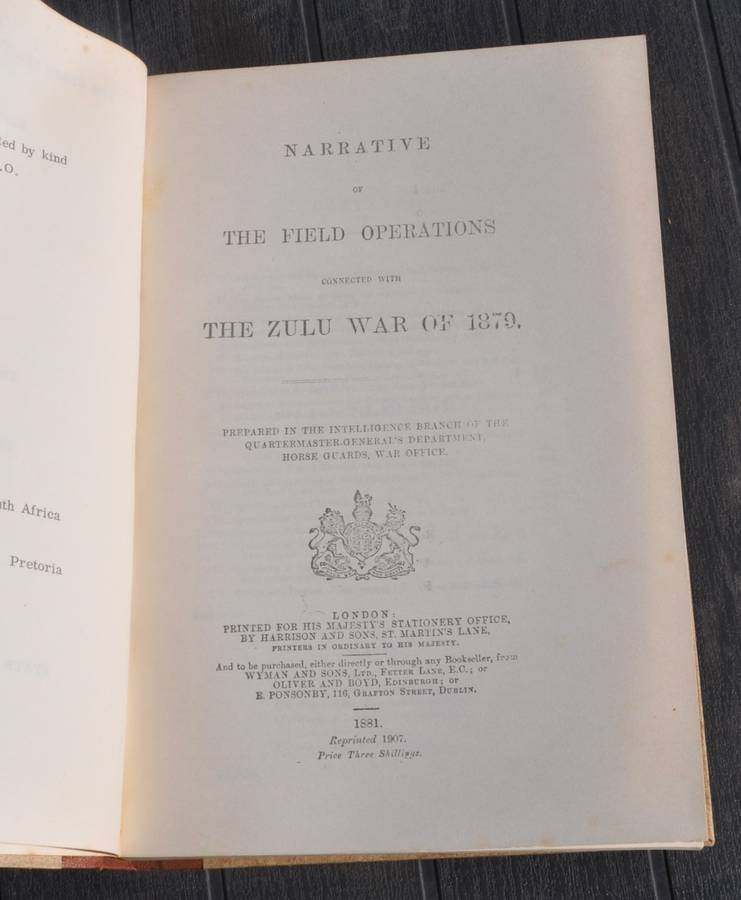 by kind
.O.
th Africa
Pretoria
NARRATIVE
OF
THE FIELD OPERATIONS
CONNECTED WITH
THE ZULU WAR OF 1879.
PREPARED IN THE INTELLIGENCE BRANCH OF THE
QUARTERMASTER-GENERAL'S DEPARTMENT,
HORSE GUARDS, WAR OFFICE.
LONDON:
PRINTED FOR HIS MAJESTY'S STATIONERY OFFICE,
BY HARRISON AND SONS, ST. MARTIN'S LANE,
PRINTERS IN ORDINARY TO HIS MAJESTY.
And to be purchased, either directly or through any Bookseller, from
WYMAN AND SONS, LTD., FETTER LANE, E.C.; or
OLIVER AND BOYD, EDINBURGH; or
E. PONSONBY, 116, GRAFTON STREET, DUBLIN.
1881.
Reprinted 1907.
Price Three Shillings.